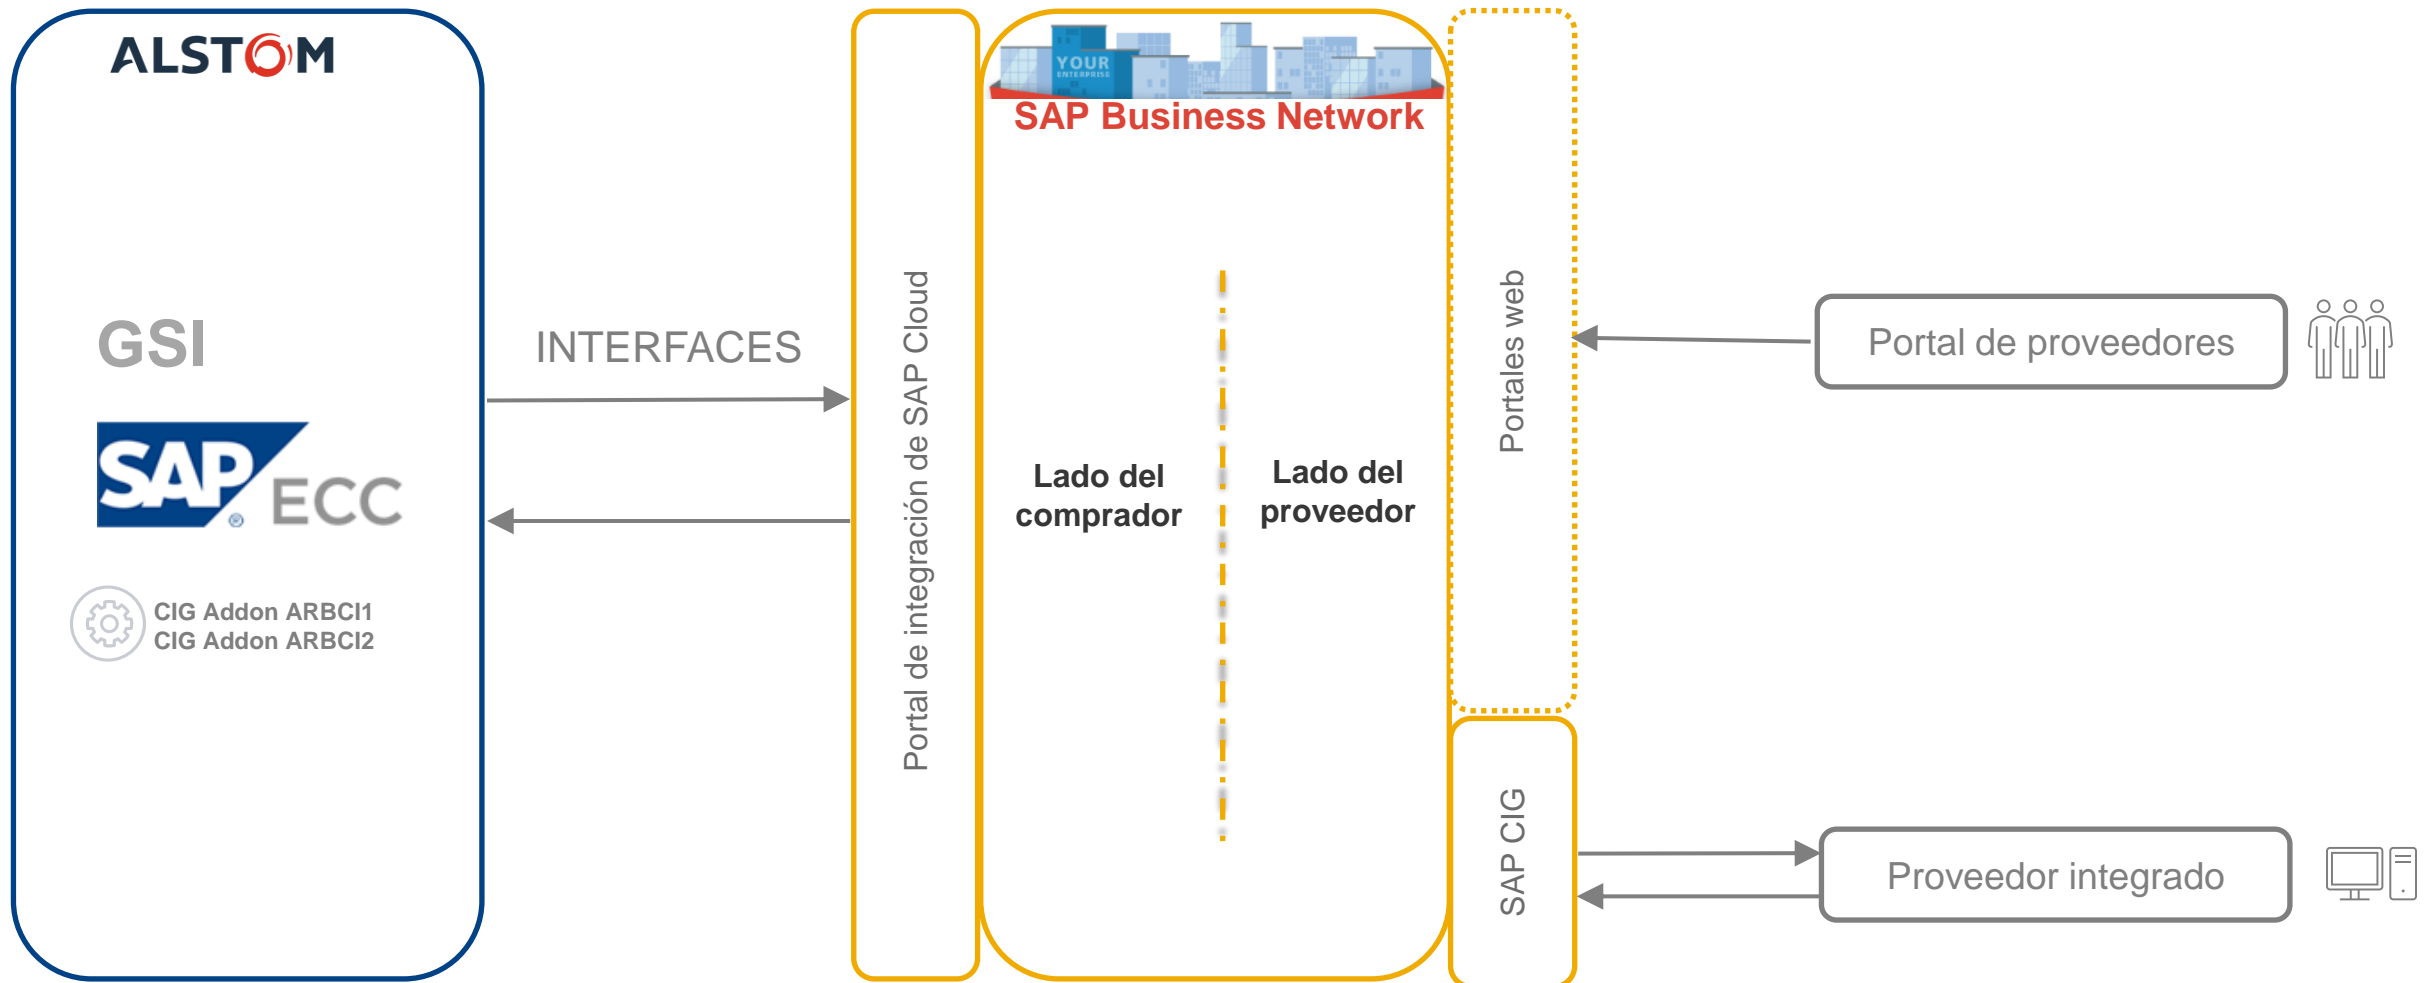 ALSTOM
GSI
SAP
®
ECC
CIG Addon ARBCI1
CIG Addon ARBCI2
INTERFACES
Portal de integración de SAP Cloud
YOUR
ENTERPRISE
SAP Business Network
Lado del
comprador
Lado del
proveedor
Portales web
SAP CIG
Portal de proveedores
Proveedor integrado